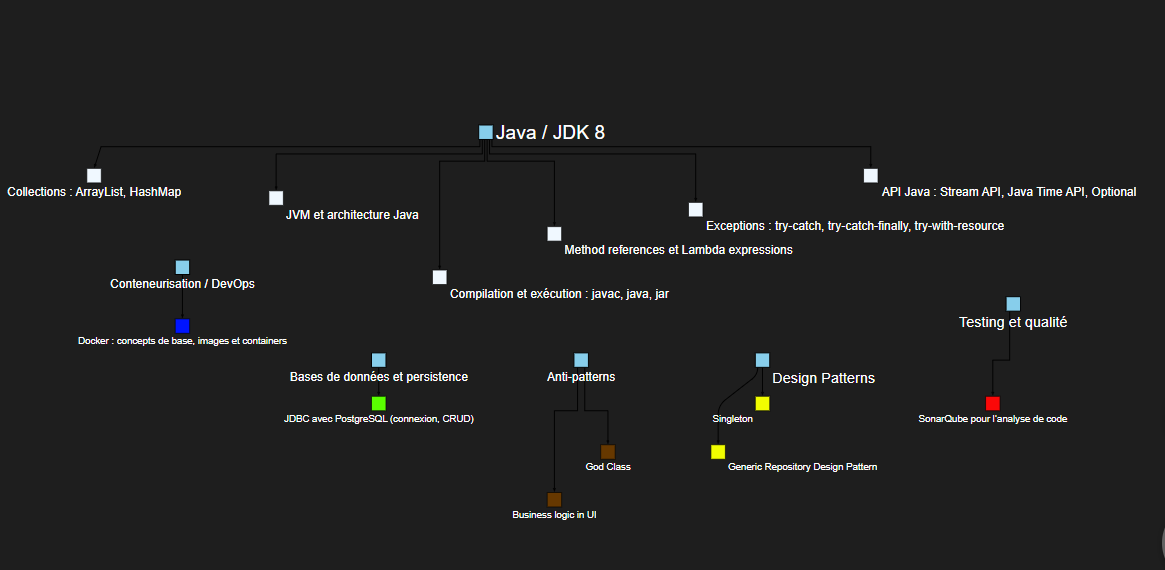 Java / JDK 8
Collections : ArrayList, HashMap
API Java : Stream API, Java Time API, Optional
JVM et architecture Java
Exceptions : try-catch, try-catch-finally, try-with-resource
Method references et Lambda expressions
Conteneurisation / DevOps
Compilation et exécution : javac, java, jar
Testing et qualité
Docker : concepts de base, images et containers
Bases de données et persistence
Anti-patterns
Design Patterns
JDBC avec PostgreSQL (connexion, CRUD)
Singleton
SonarQube pour l'analyse de code
God Class
Generic Repository Design Pattern
Business logic in UI